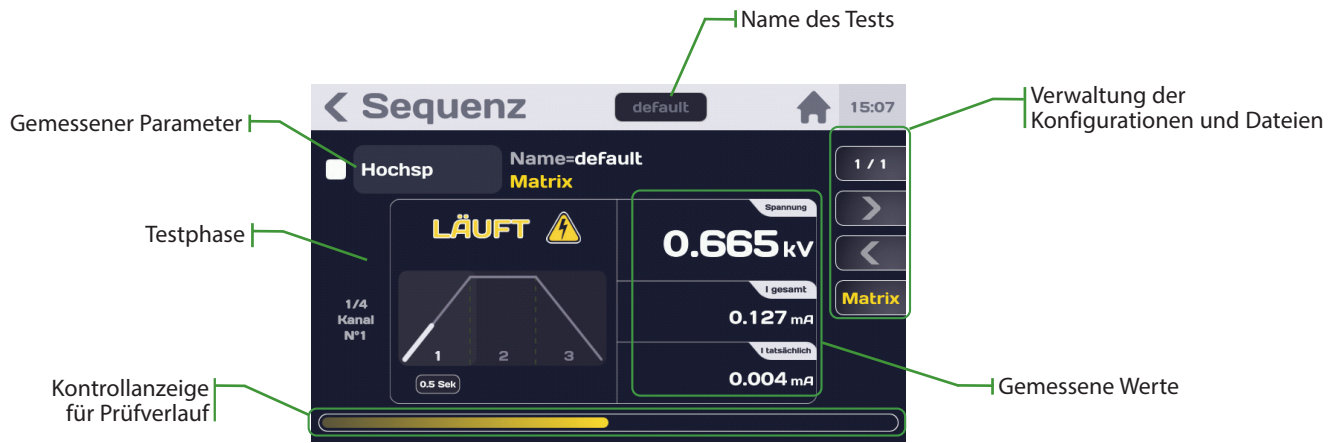 Name des Tests
Sequenz
default
15:07
Verwaltung der
Konfigurationen und Dateien
Gemessener Parameter
Hochsp
Name=default
Matrix
1 / 1
Testphase
LÄUFT
Spannung
0.665 kV
I gesamt
0.127 mA
Matrix
1/4
Kanal
N°1
1
2
3
0.5 Sek
I tatsächlich
0.004 mA
Gemessene Werte
Kontrollanzeige
für Prüfverlauf